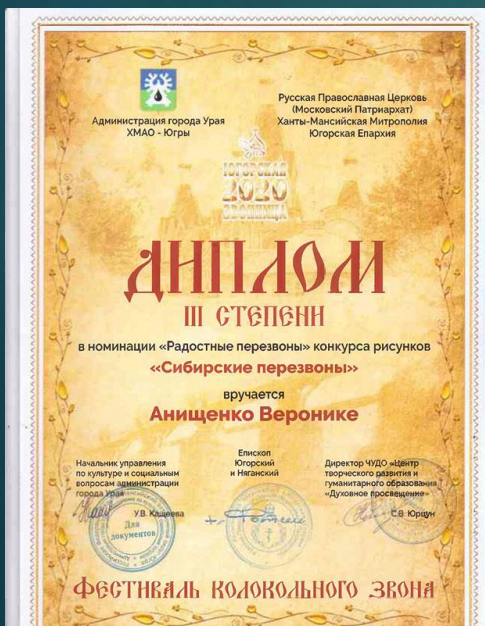 Администрация города Урая
ХМАО - Югры
Русская Православная Церковь
(Московский Патриархат)
Ханты-Мансийская Митрополия
Югорская Епархия
ЮГОРСКАЯ
2020
ЗВОННИЦА
ДИПЛОМ
III СТЕПЕНИ
в номинации «Радостные перезвоны» конкурса рисунков
«Сибирские перезвоны»
вручается
Анищенко Веронике
Начальник управления
по культуре и социальным
вопросам администрации
города Урая
У.В. Кащеева
Для
документов
Епископ
Югорский
и Няганский
Директор ЧУДО «Центр
творческого развития и
гуманитарного образования
«Духовное просвещение»
С.В. Юрцун
ФЕСТИВАЛЬ КОЛОКОЛЬНОГО ЗВОНА